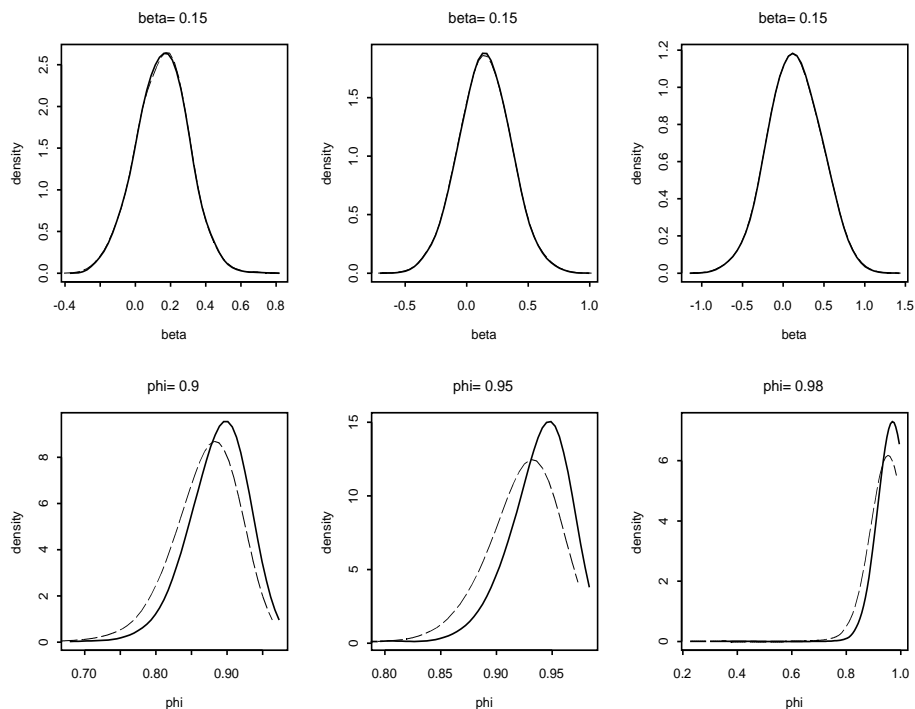 beta= 0.15
density
0.0 0.5 1.0 1.5 2.0 2.5
-0.4 0.0 0.2 0.4 0.6 0.8
beta
beta= 0.15
density
0.0 0.5 1.0 1.5
-0.5 0.0 0.5 1.0
beta
beta= 0.15
density
0.0 0.2 0.4 0.6 0.8 1.0 1.2
-1.0 -0.5 0.0 0.5 1.0 1.5
beta
phi= 0.9
density
0 2 4 6 8
0.70 0.80 0.90
phi
phi= 0.95
density
0 5 10 15
0.80 0.85 0.90 0.95
phi
phi= 0.98
density
0 2 4 6
0.2 0.4 0.6 0.8 1.0
phi